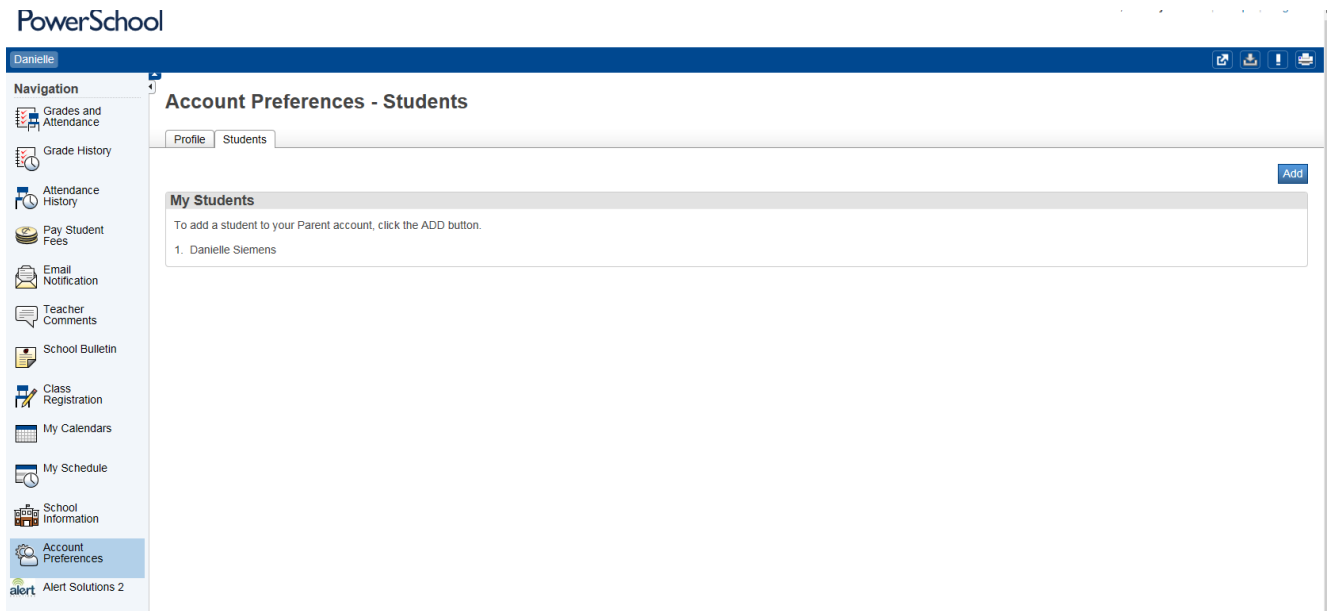 PowerSchool
Danielle
Navigation
Grades and
Attendance
Grade History
Attendance
History
Pay Student
Fees
Email
Notification
Teacher
Comments
School Bulletin
Class
Registration
My Calendars
My Schedule
School
Information
Account
Preferences
alert Alert Solutions 2
Account Preferences - Students
Profile Students
Add
My Students
To add a student to your Parent account, click the ADD button.
1. Danielle Siemens